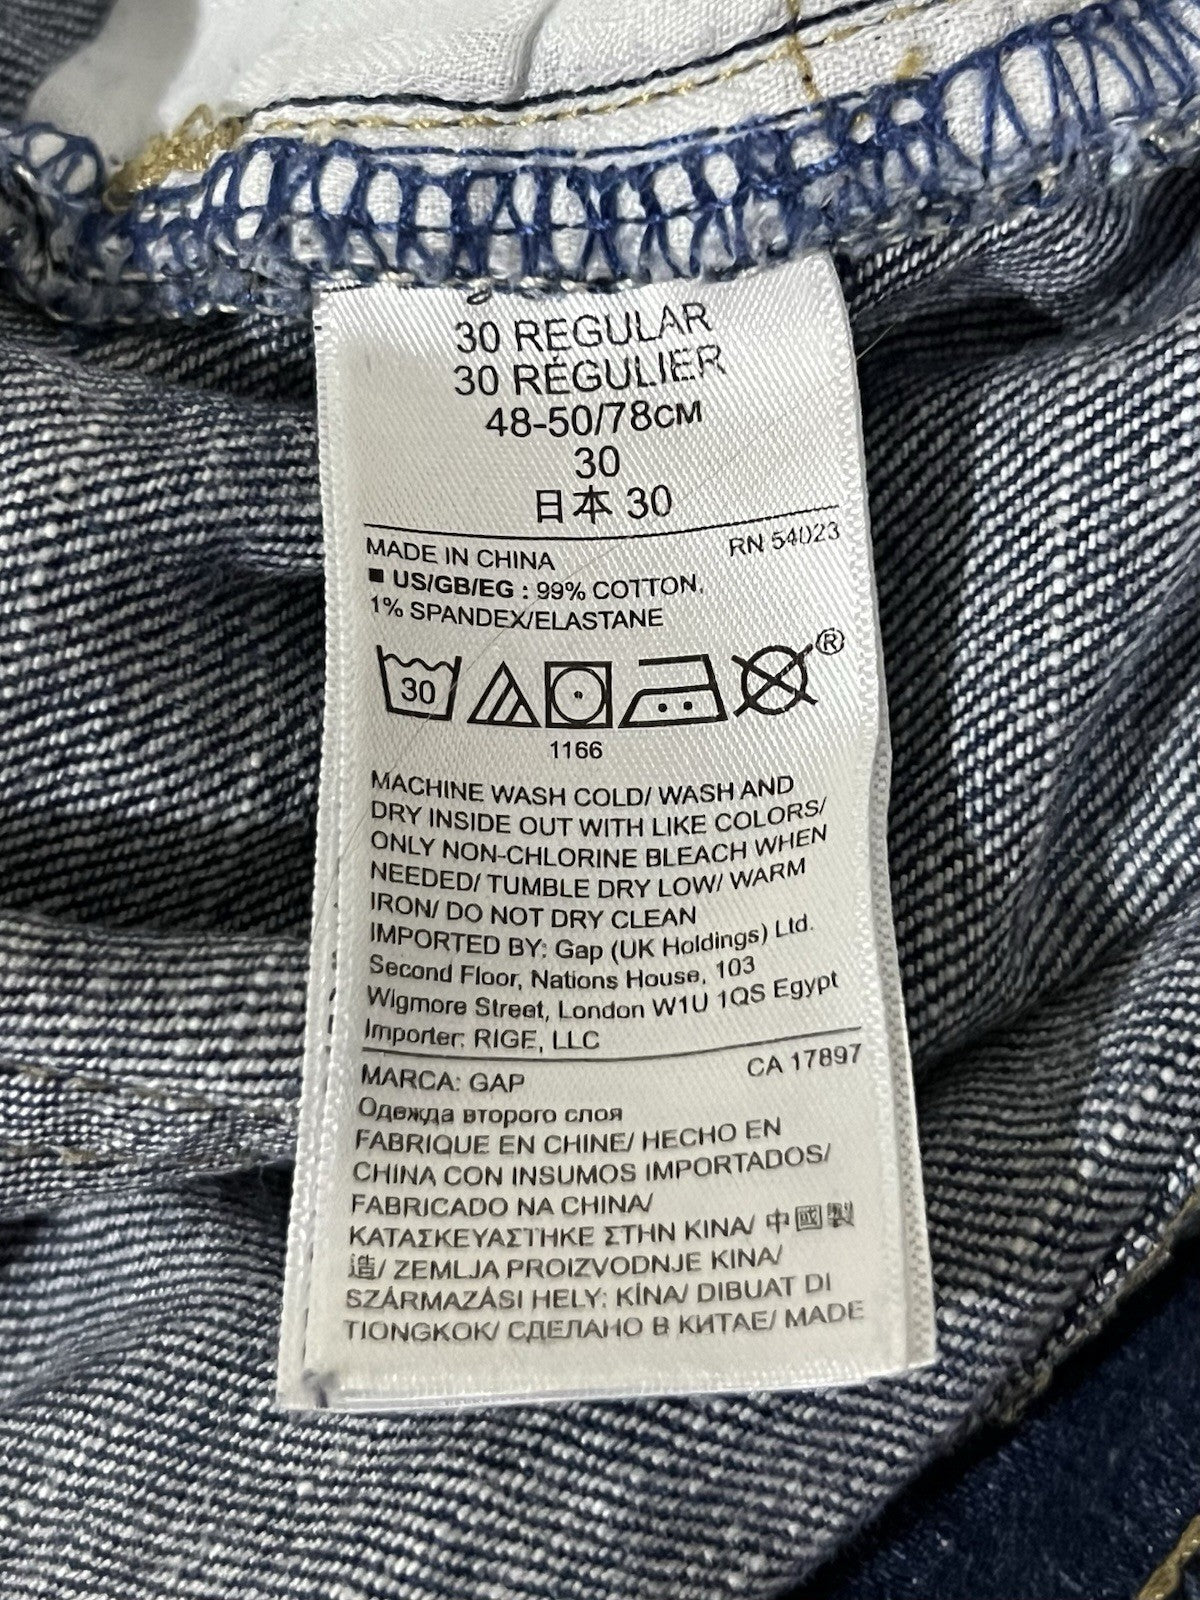 30 REGULAR
30 RÉGULIER
48-50/78CM
30
日本 30
MADE IN CHINA
RN 54023
■ US/GB/EG : 99% COTTON,
1% SPANDEX/ELASTANE
30
®
1166
MACHINE WASH COLD/ WASH AND
DRY INSIDE OUT WITH LIKE COLORS/
ONLY NON-CHLORINE BLEACH WHEN
NEEDED/ TUMBLE DRY LOW/ WARM
IRON/ DO NOT DRY CLEAN
IMPORTED BY: Gap (UK Holdings) Ltd.
Second Floor, Nations House, 103
Wigmore Street, London W1U 1QS Egypt
Importer: RIGE, LLC
MARCA: GAP
CA 17897
Одежда второго слоя
FABRIQUE EN CHINE/ HECHO EN
CHINA CON INSUMOS IMPORTADOS/
FABRICADO NA CHINA/
ΚΑΤΑΣΚΕΥΑΣΤΗΚΕ ΣΤΗΝ ΚΙΝΑ/ 中國製
造/ ZEMLJA PROIZVODNJE KINA/
SZÁRMAZÁSI HELY: KÍNA/ DIBUAT DI
TIONGKOK/ СДЕЛАНО В КИТАЕ/ MADE